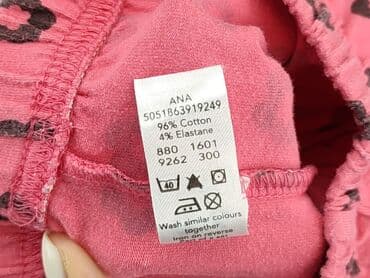 ANA
5051863919249
96% Cotton
4% Elastane
880 1601
9262 300
40
Wash similar colours
together
Iron on reverse